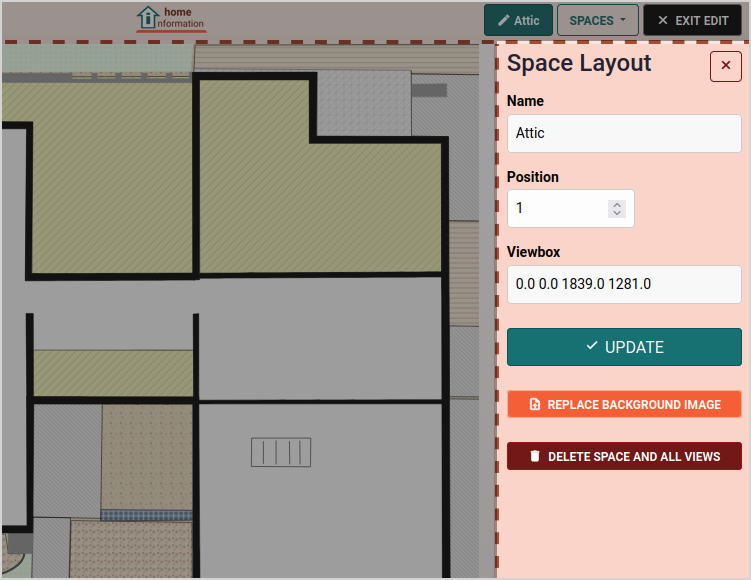 home
information
Attic
SPACES
EXIT EDIT
Space Layout
Name
Attic
Position
1
Viewbox
0.0 0.0 1839.0 1281.0
UPDATE
REPLACE BACKGROUND IMAGE
DELETE SPACE AND ALL VIEWS